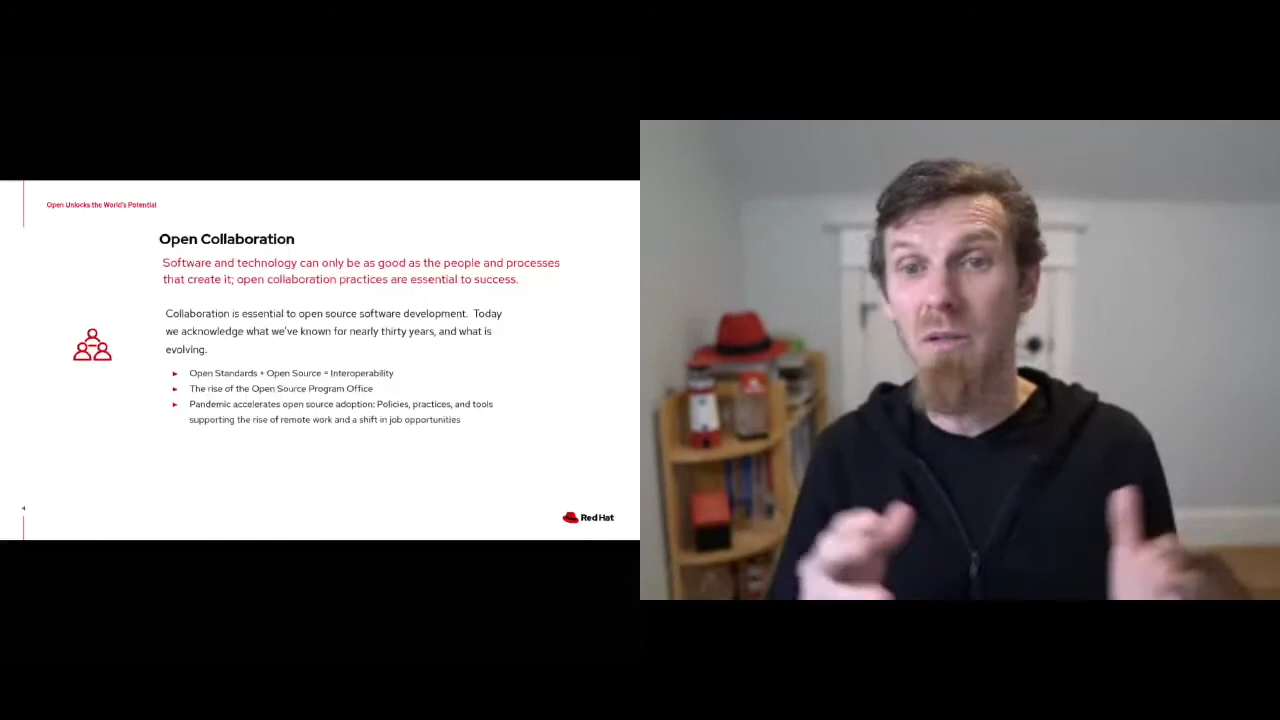 Open Unlocks the World's Potential
Open Collaboration
Software and technology can only be as good as the people and processes
that create it; open collaboration practices are essential to success.
Collaboration is essential to open source software development. Today
we acknowledge what we've known for nearly thirty years, and what is
evolving.
► Open Standards + Open Source = Interoperability
► The rise of the Open Source Program Office
► Pandemic accelerates open source adoption: Policies, practices, and tools
supporting the rise of remote work and a shift in job opportunities
4
Red Hat